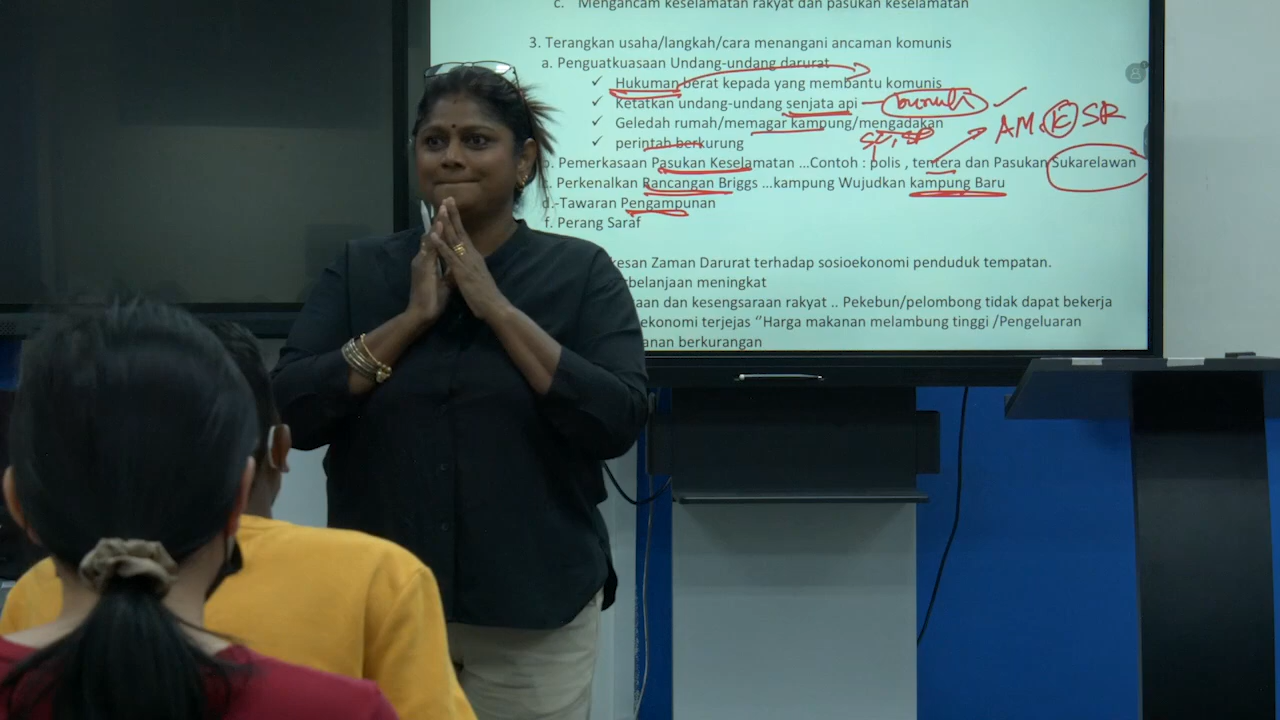 c. Mengancam keselamatan rakyat dan pasukan keselamatan
3. Terangkan usaha/langkah/cara menangani ancaman komunis
a. Penguatkuasaan Undang-undang darurat
✓ Hukuman berat kepada yang membantu komunis
✓ Ketatkan undang-undang senjata api
✓ Geledah rumah/memagar kampung/mengadakan
AM, K SR
✓ perintah berkurung
Pemerkasaan Pasukan Keselamatan ...Contoh : polis , tentera dan Pasukan Sukarelawan
. Perkenalkan Rancangan Briggs ...kampung Wujudkan kampung Baru
d.-Tawaran Pengampunan
f. Perang Saraf
kesan Zaman Darurat terhadap sosioekonomi penduduk tempatan.
belanjaan meningkat
aan dan kesengsaraan rakyat .. Pekebun/pelombong tidak dapat bekerja
ekonomi terjejas "Harga makanan melambung tinggi /Pengeluaran
anan berkurangan